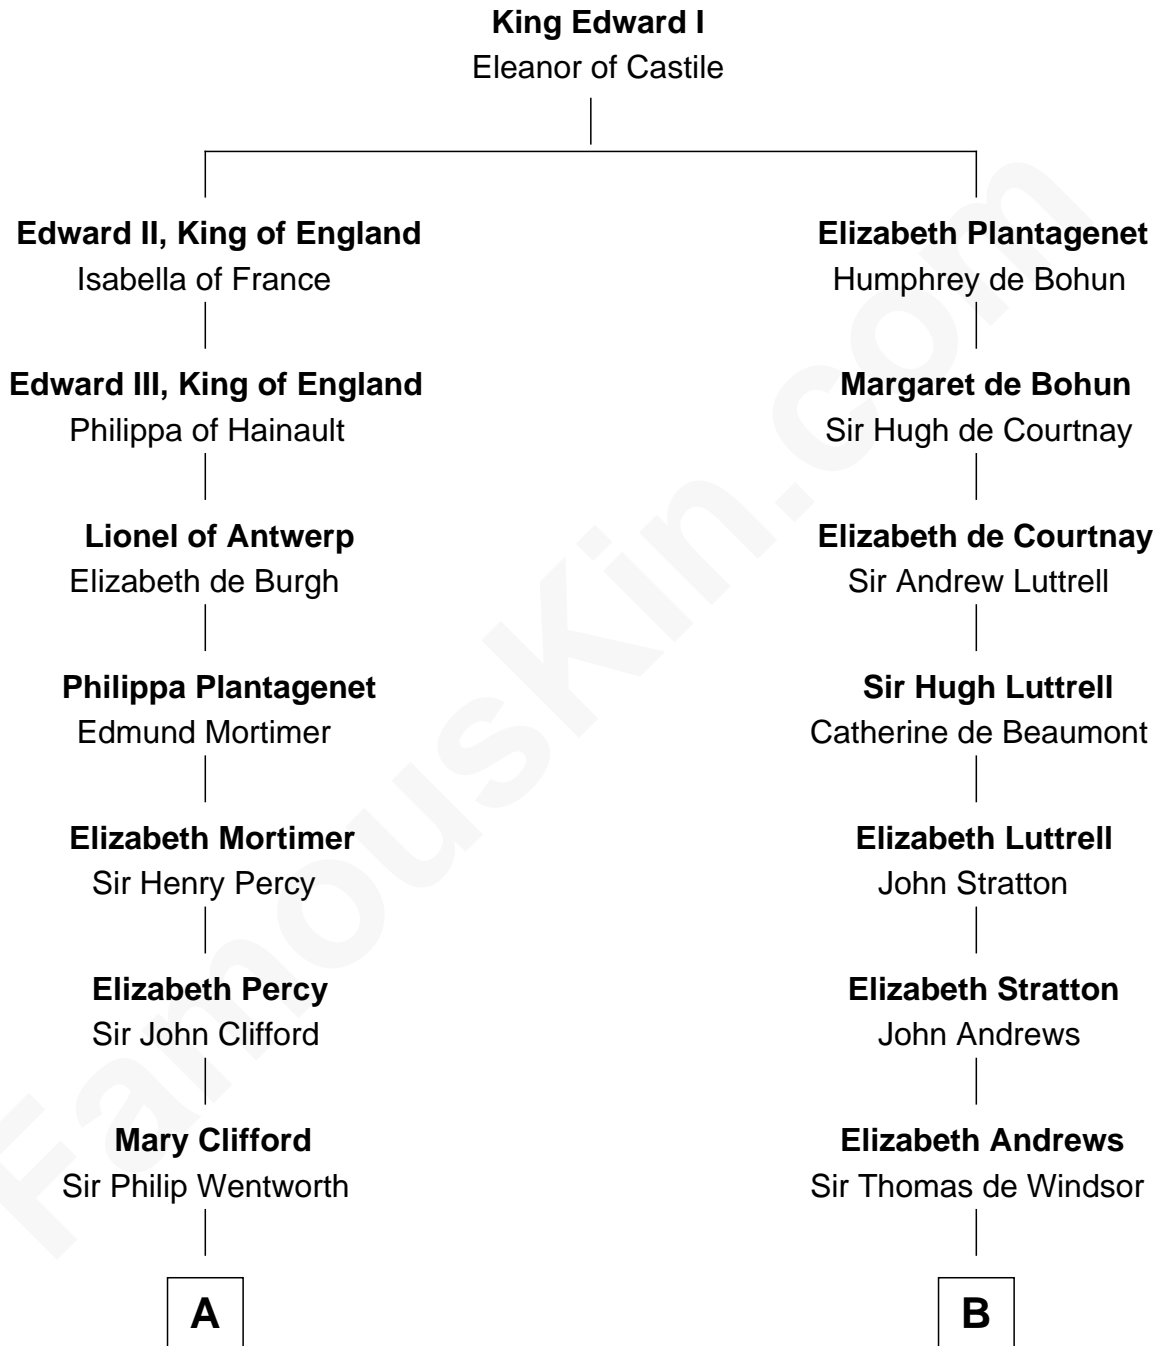 King Edward I
Eleanor of Castile
Edward II, King of England
Isabella of France
Edward III, King of England
Philippa of Hainault
Lionel of Antwerp
Elizabeth de Burgh
Philippa Plantagenet
Edmund Mortimer
Elizabeth Mortimer
Sir Henry Percy
Elizabeth Percy
Sir John Clifford
Mary Clifford
Sir Philip Wentworth
A
Elizabeth Plantagenet
Humphrey de Bohun
Margaret de Bohun
Sir Hugh de Courtnay
Elizabeth de Courtnay
Sir Andrew Luttrell
Sir Hugh Luttrell
Catherine de Beaumont
Elizabeth Luttrell
John Stratton
Elizabeth Stratton
John Andrews
Elizabeth Andrews
Sir Thomas de Windsor
B
FamousKin.com